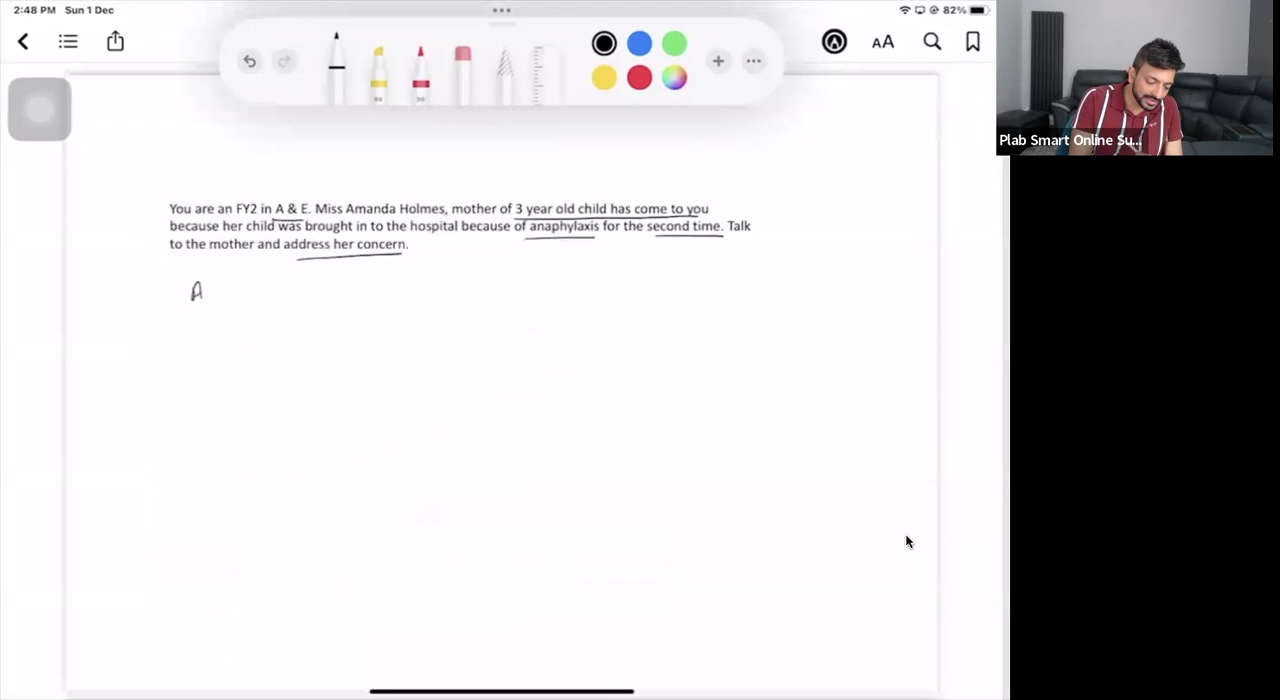 2:48 PM Sun 1 Dec
82%
AA
Plab Smart Online Su...
You are an FY2 in A & E. Miss Amanda Holmes, mother of 3 year old child has come to you
because her child was brought in to the hospital because of anaphylaxis for the second time. Talk
to the mother and address her concern.
A